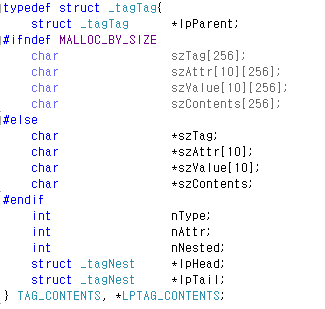 typedef struct _tagTag{
    struct _tagTag      *lpParent;
#ifndef MALLOC_BY_SIZE
    char                szTag[256];
    char                szAttr[10][256];
    char                szValue[10][256];
    char                szContents[256];
#else
    char                *szTag;
    char                *szAttr[10];
    char                *szValue[10];
    char                *szContents;
#endif
    int                 nType;
    int                 nAttr;
    int                 nNested;
    struct _tagNest     *lpHead;
    struct _tagNest     *lpTail;
} TAG_CONTENTS, *LPTAG_CONTENTS;